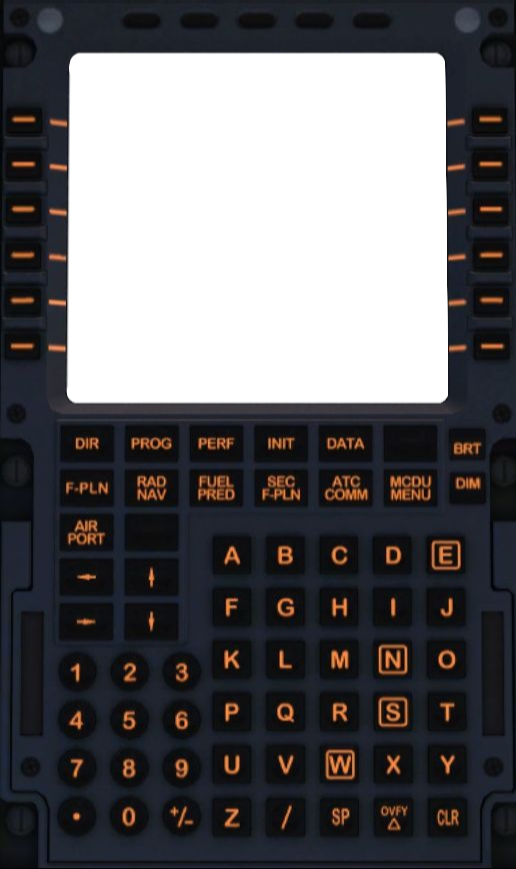 DIR PROG PERF INIT DATA
BRT
F-PLN RAD NAV FUEL PRED SEC F-PLN ATC COMM MCDU MENU DIM
AIR PORT
A B C D E
F G H I J
1 2 3 K L M N O
4 5 6 P Q R S T
7 8 9 U V W X Y
. 0 +/- Z / SP OVFY △ CLR